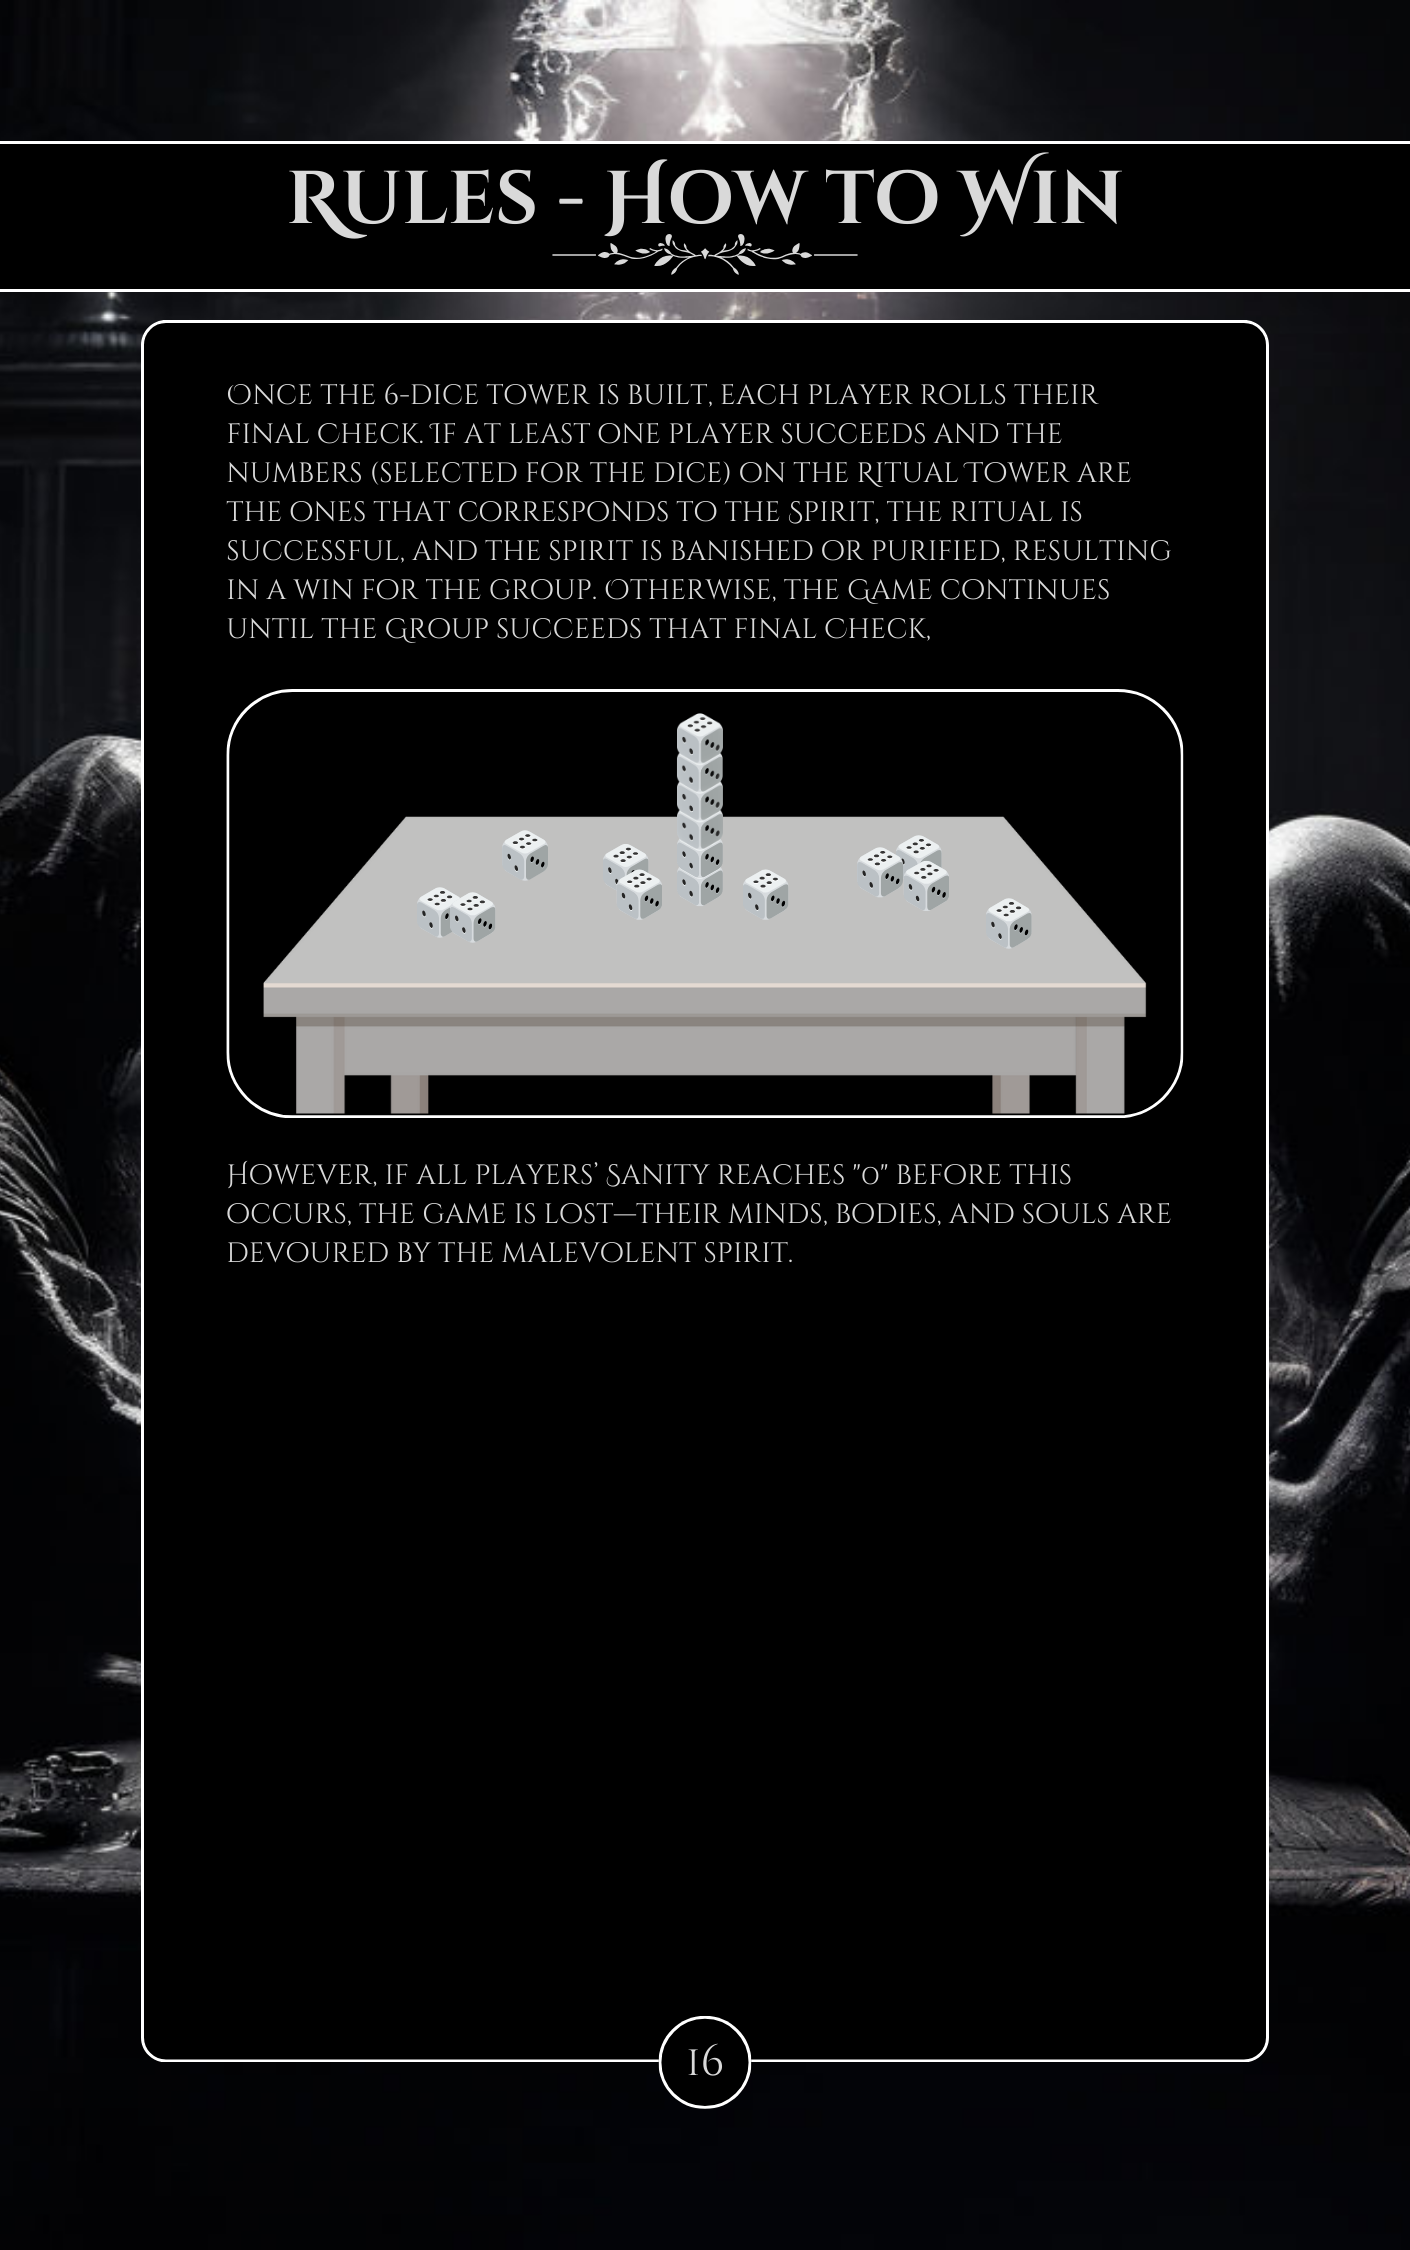 Rules - How to Win
Once the 6-dice tower is built, each player rolls their
final Check. If at least one player succeeds and the
numbers (selected for the dice) on the Ritual Tower are
the ones that corresponds to the Spirit, the ritual is
successful, and the spirit is banished or purified, resulting
in a win for the group. Otherwise, the Game continues
until the Group succeeds that final Check,
However, if all players’ Sanity reaches "0" before this
occurs, the game is lost—their minds, bodies, and souls are
devoured by the malevolent spirit.
16